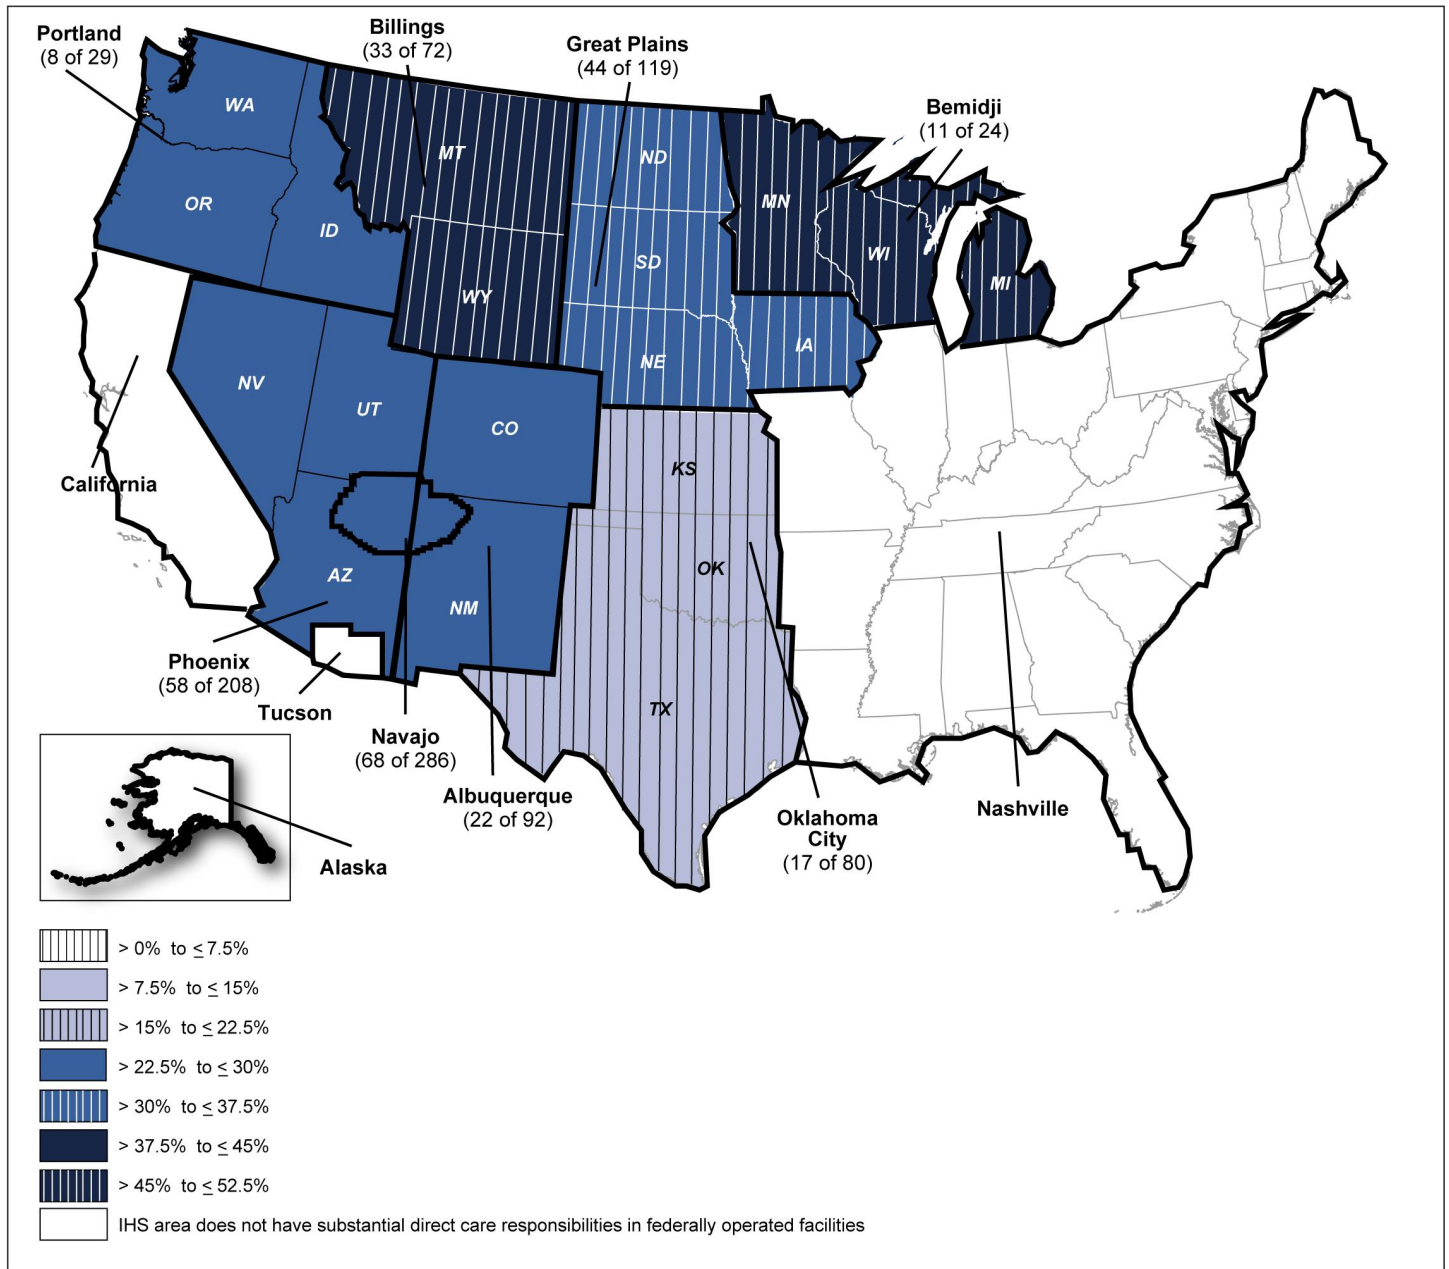 Portland
(8 of 29)
Billings
(33 of 72)
Great Plains
(44 of 119)
Bemidji
(11 of 24)
WA
OR
ID
MT
WY
ND
SD
NE
MN
WI
MI
IA
NV
UT
CO
AZ
NM
KS
OK
TX
California
Phoenix
(58 of 208)
Tucson
Navajo
(68 of 286)
Albuquerque
(22 of 92)
Oklahoma
City
(17 of 80)
Nashville
Alaska
> 0% to ≤ 7.5%
> 7.5% to ≤ 15%
> 15% to ≤ 22.5%
> 22.5% to ≤ 30%
> 30% to ≤ 37.5%
> 37.5% to ≤ 45%
> 45% to ≤ 52.5%
IHS area does not have substantial direct care responsibilities in federally operated facilities